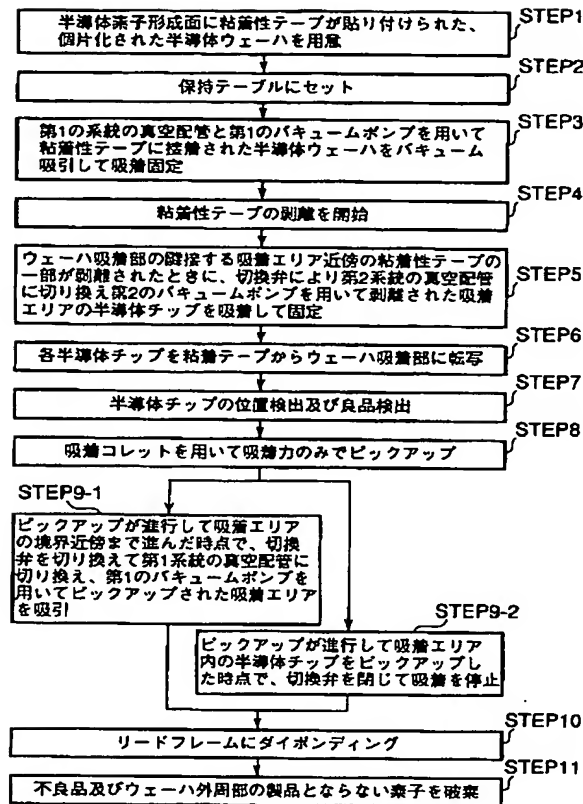 STEP1
半導体素子形成面に粘着性テープが貼り付けられた、
個片化された半導体ウェーハを用意
STEP2
保持テーブルにセット
STEP3
第1の系統の真空配管と第1のバキュームポンプを用いて
粘着性テープに接着された半導体ウェーハをバキューム
吸引して吸着固定
STEP4
粘着性テープの剥離を開始
STEP5
ウェーハ吸着部の隣接する吸着エリア近傍の粘着性テープの
一部が剥離されたときに、切換弁により第2系統の真空配管
に切り換え第2のバキュームポンプを用いて剥離された吸着
エリアの半導体チップを吸着して固定
STEP6
各半導体チップを粘着テープからウェーハ吸着部に転写
STEP7
半導体チップの位置検出及び良品検出
STEP8
吸着コレットを用いて吸着力のみでピックアップ
STEP9-1
ピックアップが進行して吸着エリア
の境界近傍まで進んだ時点で、切換
弁を切り換えて第1系統の真空配管に
切り換え、第1のバキュームポンプを
用いてピックアップされた吸着エリア
を吸引
STEP9-2
ピックアップが進行して吸着エリア
内の半導体チップをピックアップし
た時点で、切換弁を閉じて吸着を停止
STEP10
リードフレームにダイボンディング
STEP11
不良品及びウェーハ外周部の製品とならない素子を破棄